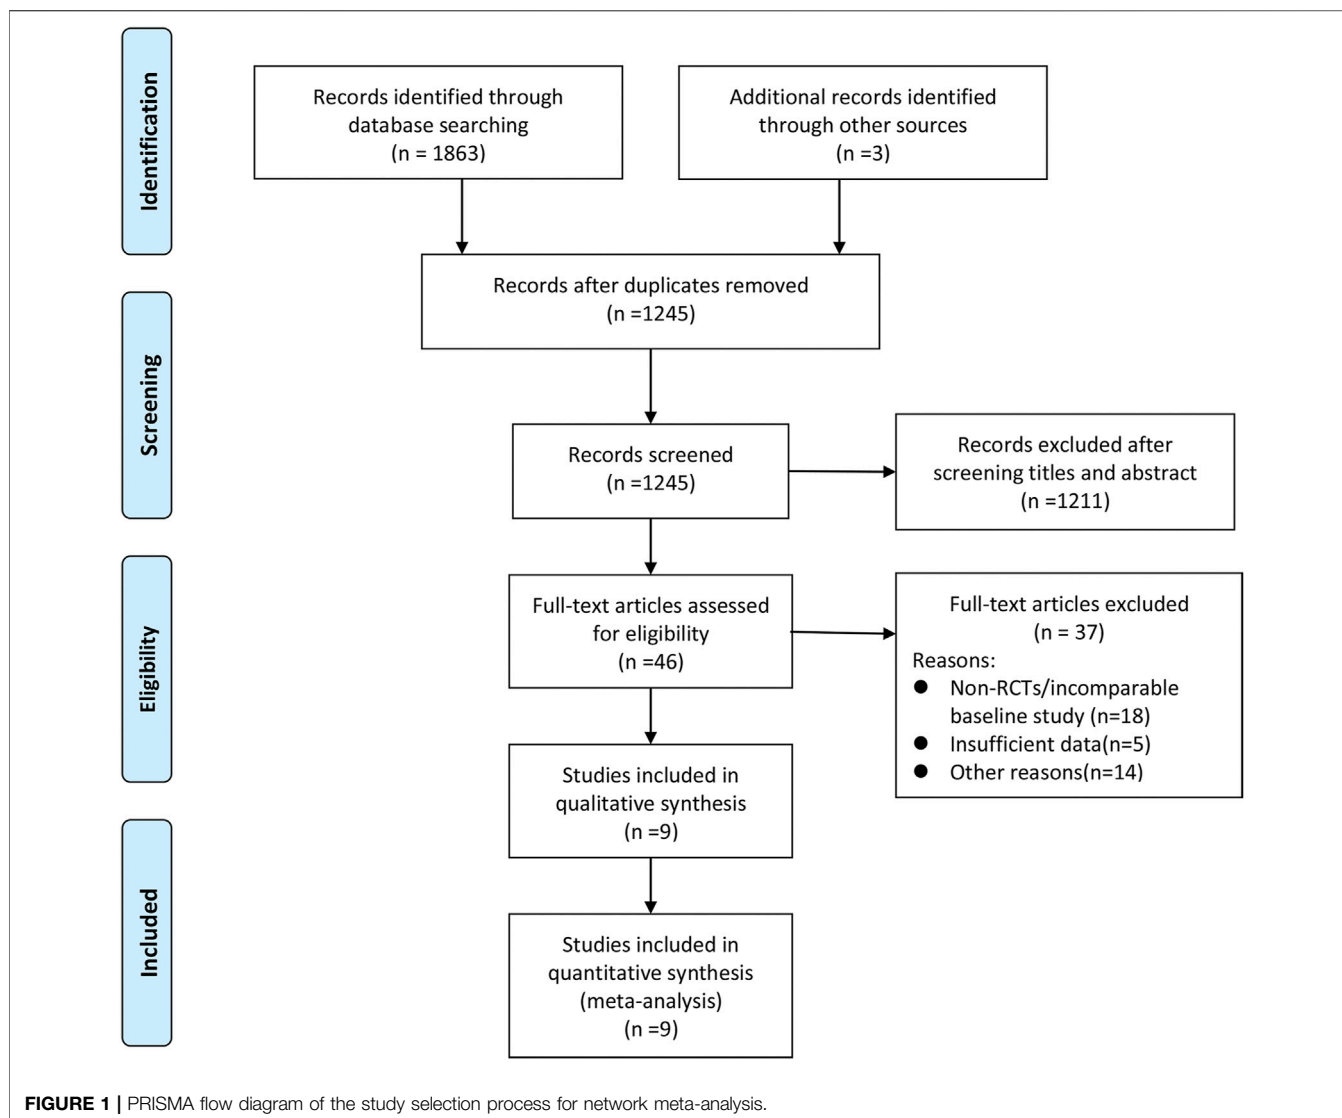 Identification
Records identified through
database searching
(n = 1863)
Additional records identified
through other sources
(n =3)
Records after duplicates removed
(n =1245)
Screening
Records screened
(n =1245)
Records excluded after
screening titles and abstract
(n =1211)
Eligibility
Full-text articles assessed
for eligibility
(n =46)
Full-text articles excluded
(n = 37)
Reasons:
● Non-RCTs/incomparable
baseline study (n=18)
● Insufficient data(n=5)
● Other reasons(n=14)
Studies included in
qualitative synthesis
(n =9)
Included
Studies included in
quantitative synthesis
(meta-analysis)
(n =9)
FIGURE 1 | PRISMA flow diagram of the study selection process for network meta-analysis.